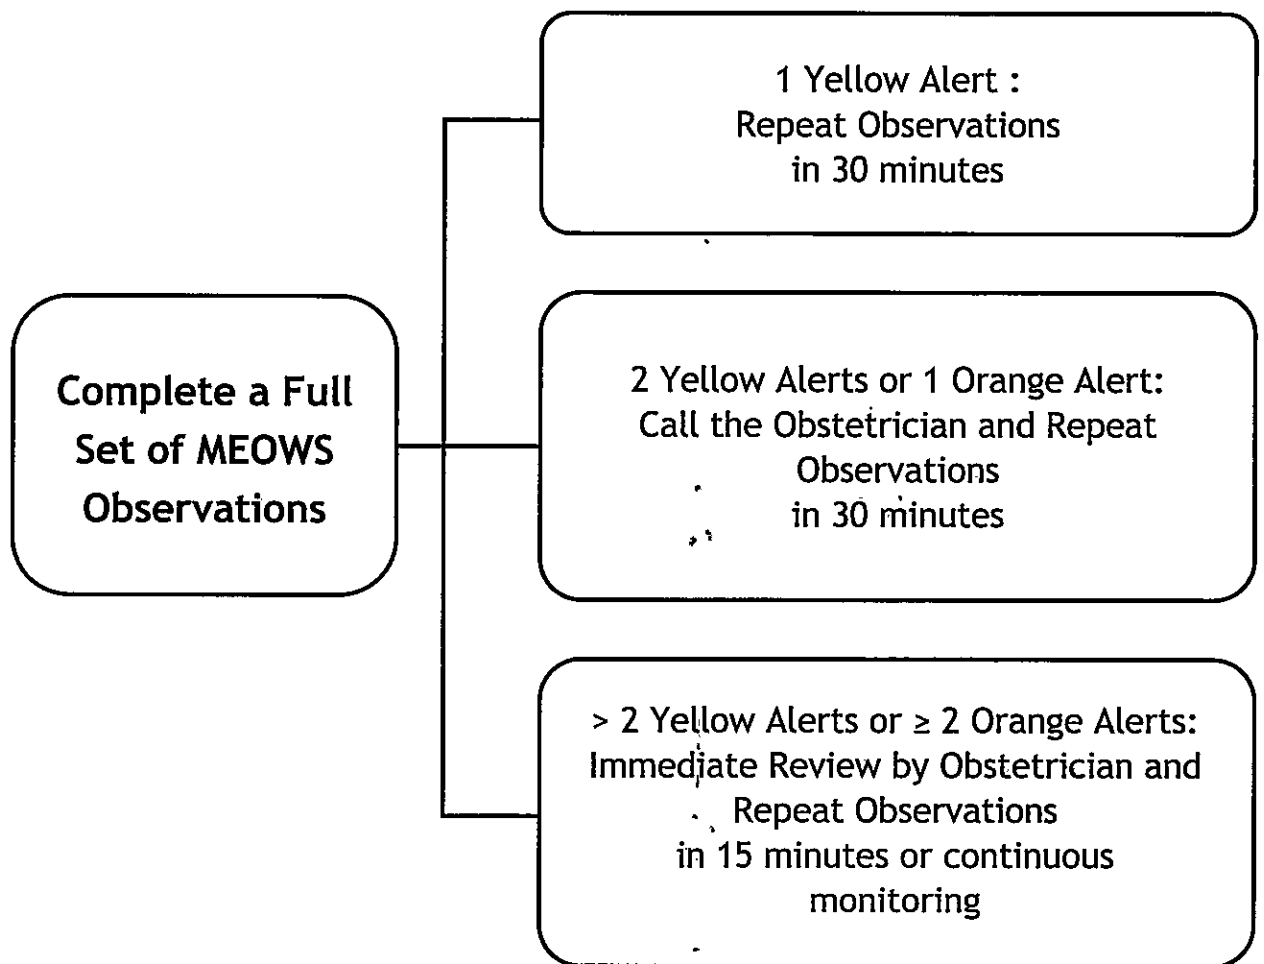 Complete a Full
Set of MEOWS
Observations
1 Yellow Alert :
Repeat Observations
in 30 minutes
2 Yellow Alerts or 1 Orange Alert:
Call the Obstetrician and Repeat
Observations
in 30 minutes
> 2 Yellow Alerts or ≥ 2 Orange Alerts:
Immediate Review by Obstetrician and
Repeat Observations
in 15 minutes or continuous
monitoring